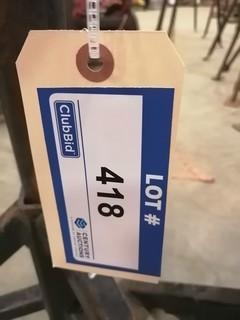 LOT #
418
ClubBid
CENTURY
AUCTIONS